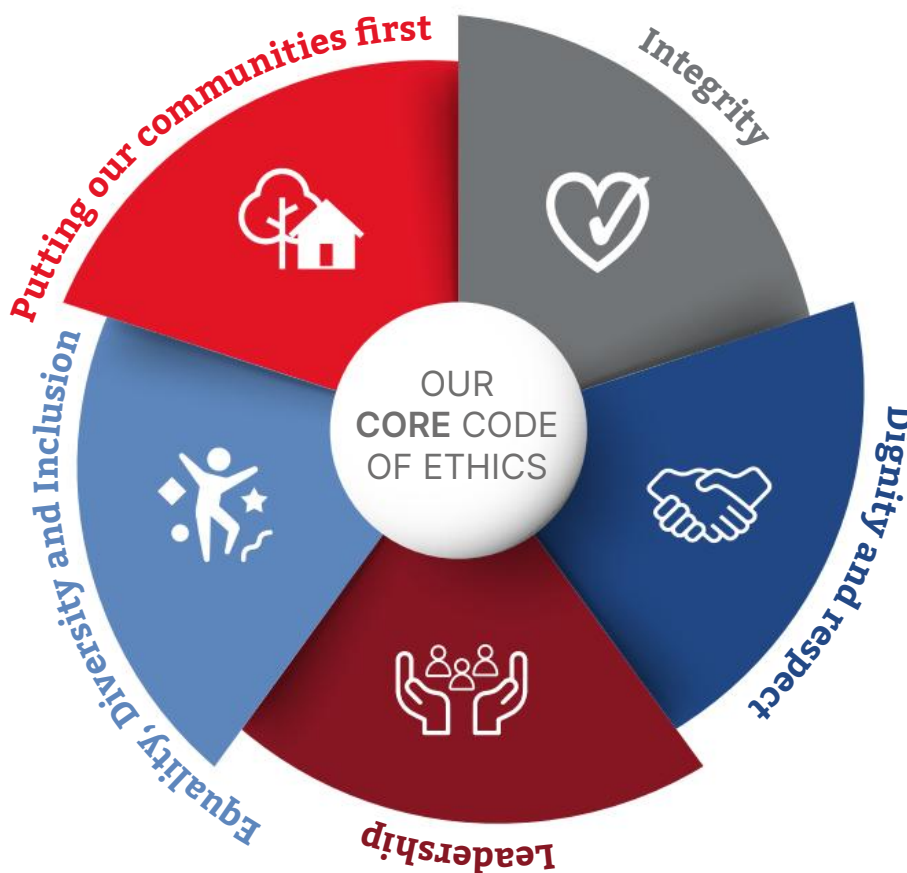 Putting our communities first
Integrity
Dignity and respect
Leadership
Equality, Diversity and Inclusion
OUR
CORE CODE
OF ETHICS